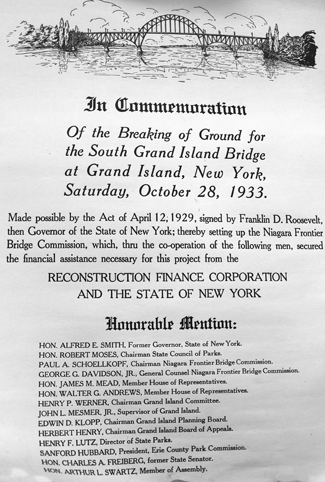 In Commemoration
Of the Breaking of Ground for
the South Grand Island Bridge
at Grand Island, New York,
Saturday, October 28, 1933.
Made possible by the Act of April 12, 1929, signed by Franklin D. Roosevelt,
then Governor of the State of New York; thereby setting up the Niagara Frontier
Bridge Commission, which, thru the co-operation of the following men, secured
the financial assistance necessary for this project from the
RECONSTRUCTION FINANCE CORPORATION
AND THE STATE OF NEW YORK
Honorable Mention:
HON. ALFRED E. SMITH, Former Governor, State of New York.
HON. ROBERT MOSES, Chairman State Council of Parks.
PAUL A. SCHOELLKOPF, Chairman Niagara Frontier Bridge Commission.
GEORGE G. DAVIDSON, JR., General Counsel Niagara Frontier Bridge Commission.
HON. JAMES M. MEAD, Member House of Representatives.
HON. WALTER G. ANDREWS, Member House of Representatives.
HENRY P. WERNER, Chairman Grand Island Committee.
JOHN L. MESMER, JR., Supervisor of Grand Island.
EDWIN D. KLOPP, Chairman Grand Island Planning Board.
HERBERT HENRY, Chairman Grand Island Board of Appeals.
HENRY F. LUTZ, Director of State Parks.
SANFORD HUBBARD, President, Erie County Park Commission.
HON. CHARLES A. FREIBERG, former State Senator.
HON. ARTHUR L. SWARTZ, Member of Assembly.